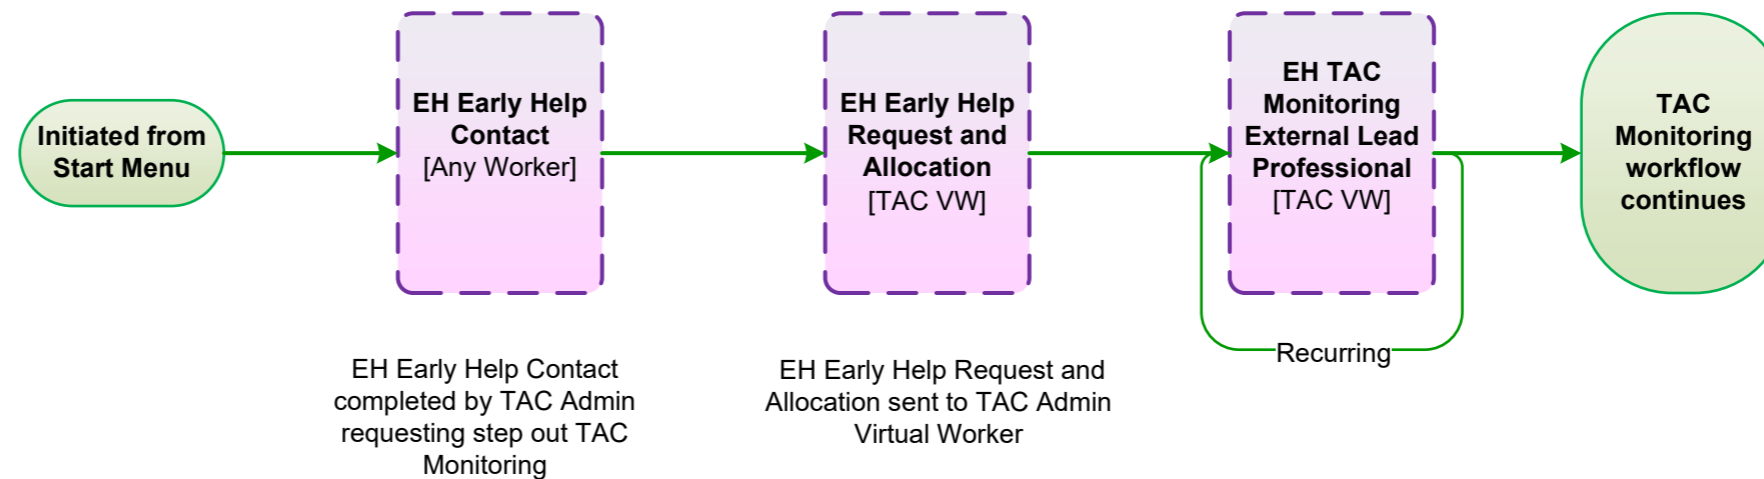 Initiated from
Start Menu
EH Early Help
Contact
[Any Worker]
EH Early Help
Request and
Allocation
[TAC VW]
EH TAC
Monitoring
External Lead
Professional
[TAC VW]
TAC
Monitoring
workflow
continues
Recurring
EH Early Help Contact
completed by TAC Admin
requesting step out TAC
Monitoring
EH Early Help Request and
Allocation sent to TAC Admin
Virtual Worker